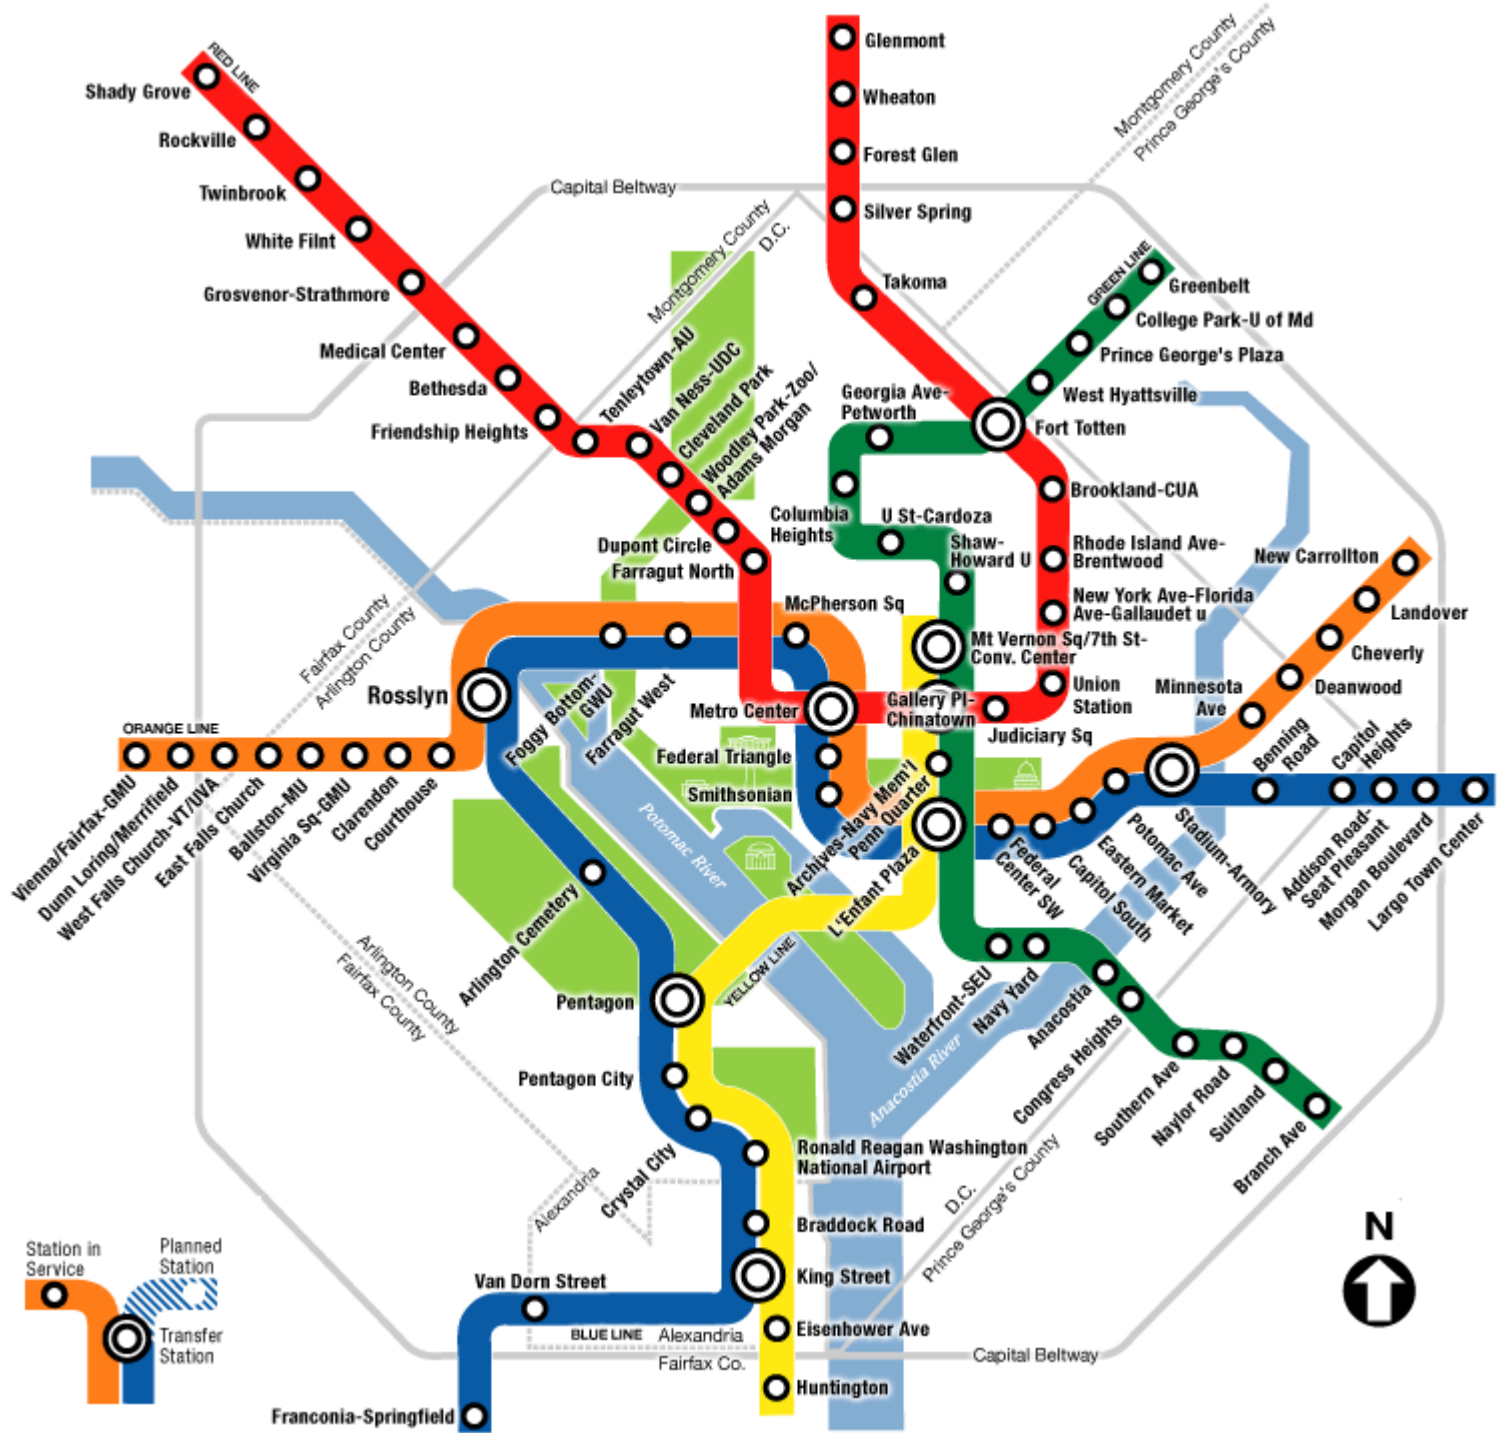 Glenmont
Wheaton
Forest Glen
Silver Spring
Takoma
Montgomery County
Prince George's County
RED LINE
Shady Grove
Rockville
Twinbrook
White Filnt
Grosvenor-Strathmore
Medical Center
Bethesda
Friendship Heights
Capital Beltway
Montgomery County
D.C.
Tenleytown-AU
Van Ness-UDC
Cleveland Park
Woodley Park-Zoo/
Adams Morgan
Dupont Circle
Farragut North
GREEN LINE
Greenbelt
College Park-U of Md
Prince George's Plaza
West Hyattsville
Fort Totten
Georgia Ave-
Petworth
Columbia
Heights
U St-Cardoza
Shaw-
Howard U
Brookland-CUA
Rhode Island Ave-
Brentwood
New York Ave-Florida
Ave-Gallaudet u
Mt Vernon Sq/7th St-
Conv. Center
Union
Station
Gallery Pl-
Chinatown
Judiciary Sq
McPherson Sq
Metro Center
Federal Triangle
Smithsonian
New Carrollton
Landover
Cheverly
Deanwood
Minnesota
Ave
Benning
Road
Capitol
Heights
Fairfax County
Arlington County
Rosslyn
Foggy Bottom-
GWU
Farragut West
ORANGE LINE
Vienna/Fairfax-GMU
Dunn Loring/Merrifield
West Falls Church-VT/UVA
East Falls Church
Ballston-MU
Virginia Sq-GMU
Clarendon
Courthouse
Archives-Navy Mem'l
Penn Quarter
L'Enfant Plaza
Federal
Center SW
Capitol South
Eastern Market
Potomac Ave
Stadium-Armory
Addison Road-
Seat Pleasant
Morgan Boulevard
Largo Town Center
Potomac River
Arlington Cemetery
Arlington County
Fairfax County
Pentagon
YELLOW LINE
Pentagon City
Crystal City
Waterfront-SEU
Navy Yard
Anacostia
Congress Heights
Southern Ave
Naylor Road
Suitland
Branch Ave
Anacostia River
Ronald Reagan Washington
National Airport
Braddock Road
King Street
Eisenhower Ave
Huntington
Alexandria
D.C.
Prince George's County
Van Dorn Street
BLUE LINE
Alexandria
Fairfax Co.
Capital Beltway
Franconia-Springfield
Station in
Service
Planned
Station
Transfer
Station
N